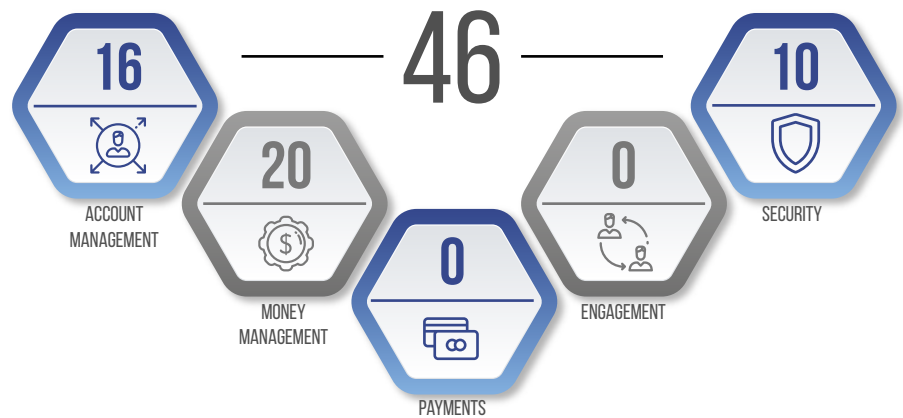 46
16
ACCOUNT
MANAGEMENT
20
$
MONEY
MANAGEMENT
0
PAYMENTS
0
ENGAGEMENT
10
SECURITY